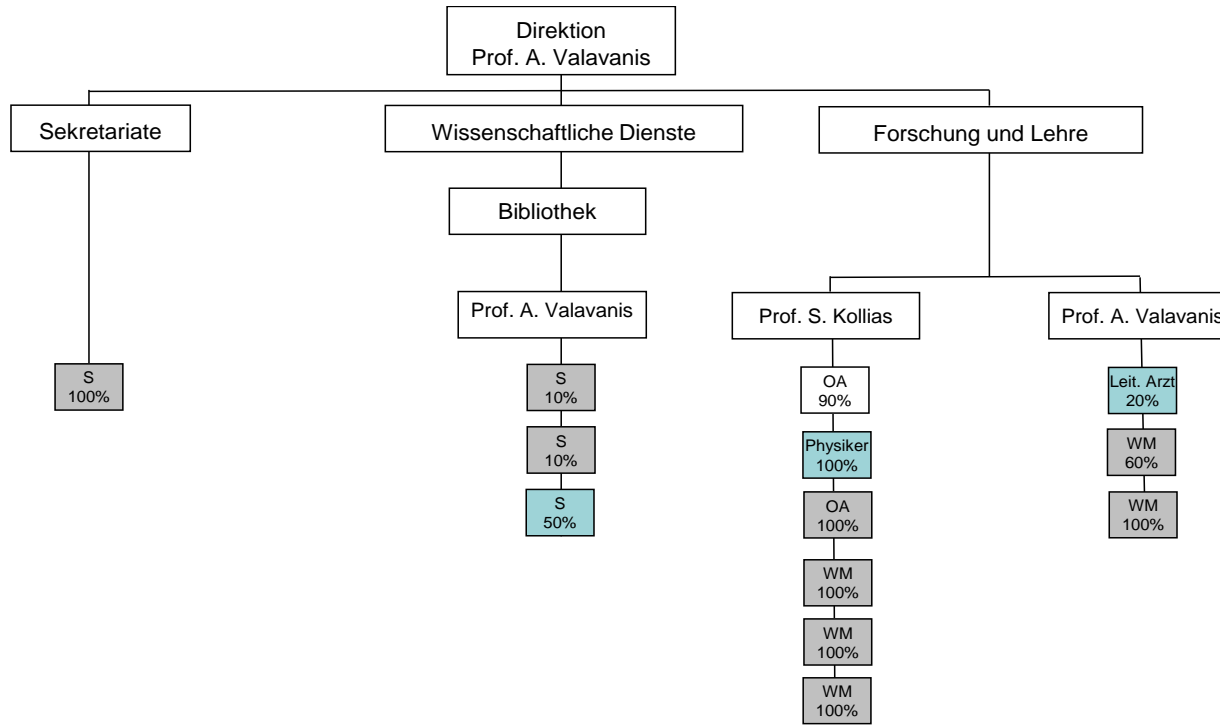 Direktion
Prof. A. Valavanis
Sekretariate
Wissenschaftliche Dienste
Forschung und Lehre
Bibliothek
Prof. A. Valavanis
Prof. S. Kollias
Prof. A. Valavanis
S
100%
S
10%
S
10%
S
50%
OA
90%
Physiker
100%
OA
100%
WM
100%
WM
100%
WM
100%
Leit. Arzt
20%
WM
60%
WM
100%